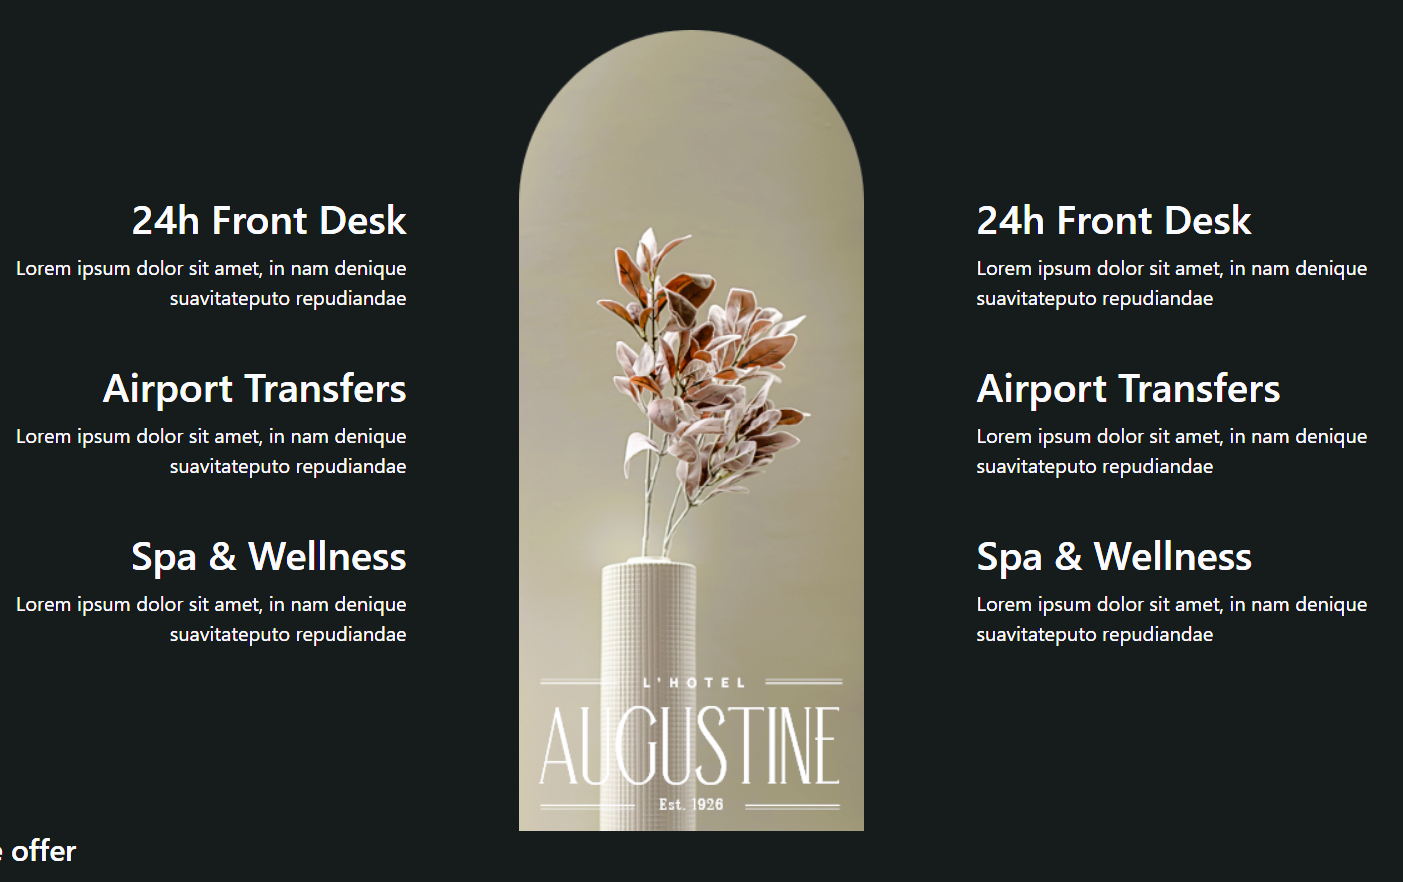 24h Front Desk
Lorem ipsum dolor sit amet, in nam denique
suavitateputo repudiandae
Airport Transfers
Lorem ipsum dolor sit amet, in nam denique
suavitateputo repudiandae
Spa & Wellness
Lorem ipsum dolor sit amet, in nam denique
suavitateputo repudiandae
L'HOTEL
AUGUSTINE
Est. 1926
24h Front Desk
Lorem ipsum dolor sit amet, in nam denique
suavitateputo repudiandae
Airport Transfers
Lorem ipsum dolor sit amet, in nam denique
suavitateputo repudiandae
Spa & Wellness
Lorem ipsum dolor sit amet, in nam denique
suavitateputo repudiandae
offer